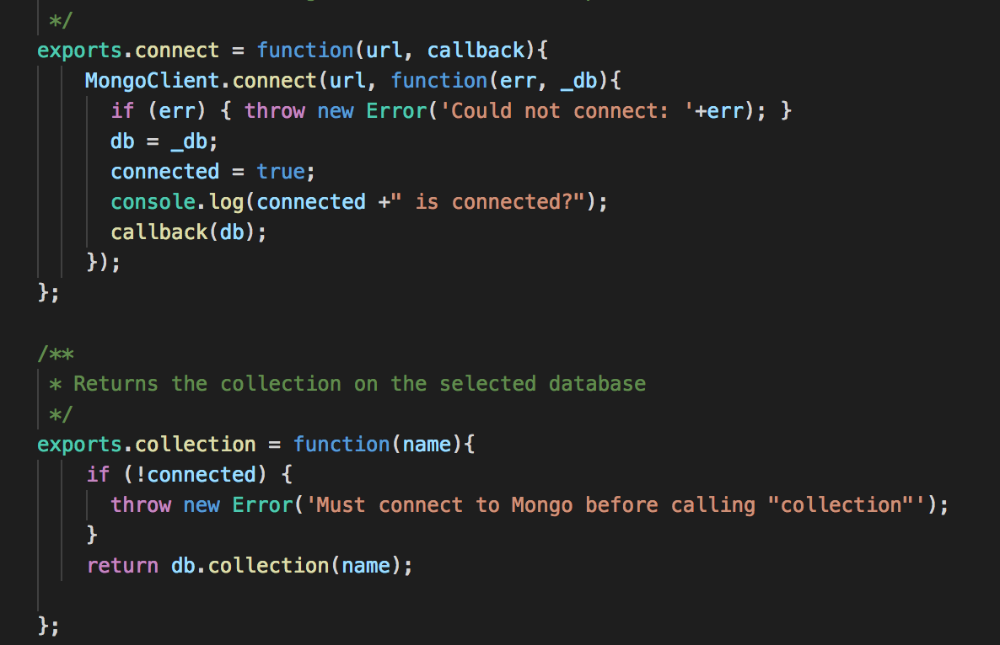 */
exports.connect = function(url, callback){
MongoClient.connect(url, function(err, _db){
if (err) { throw new Error('Could not connect: '+err); }
db = _db;
connected = true;
console.log(connected +" is connected?");
callback(db);
});
};
/**
* Returns the collection on the selected database
*/
exports.collection = function(name){
if (!connected) {
throw new Error('Must connect to Mongo before calling "collection"');
}
return db.collection(name);
};